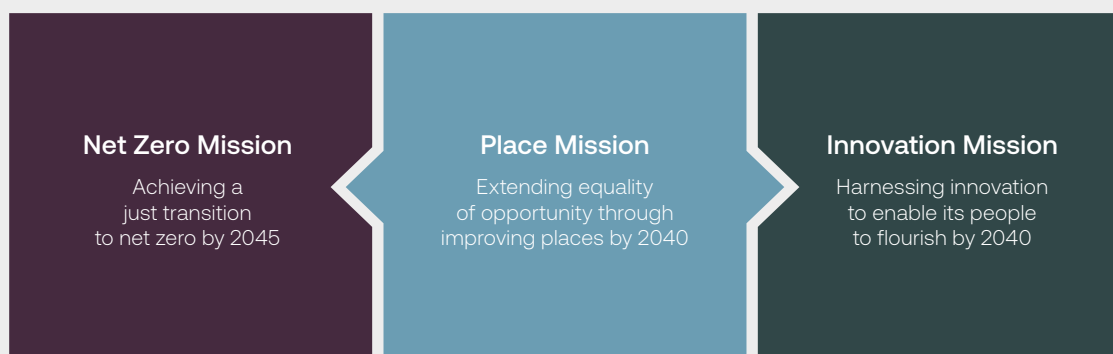 Net Zero Mission
Achieving a
just transition
to net zero by 2045
Place Mission
Extending equality
of opportunity through
improving places by 2040
Innovation Mission
Harnessing innovation
to enable its people
to flourish by 2040